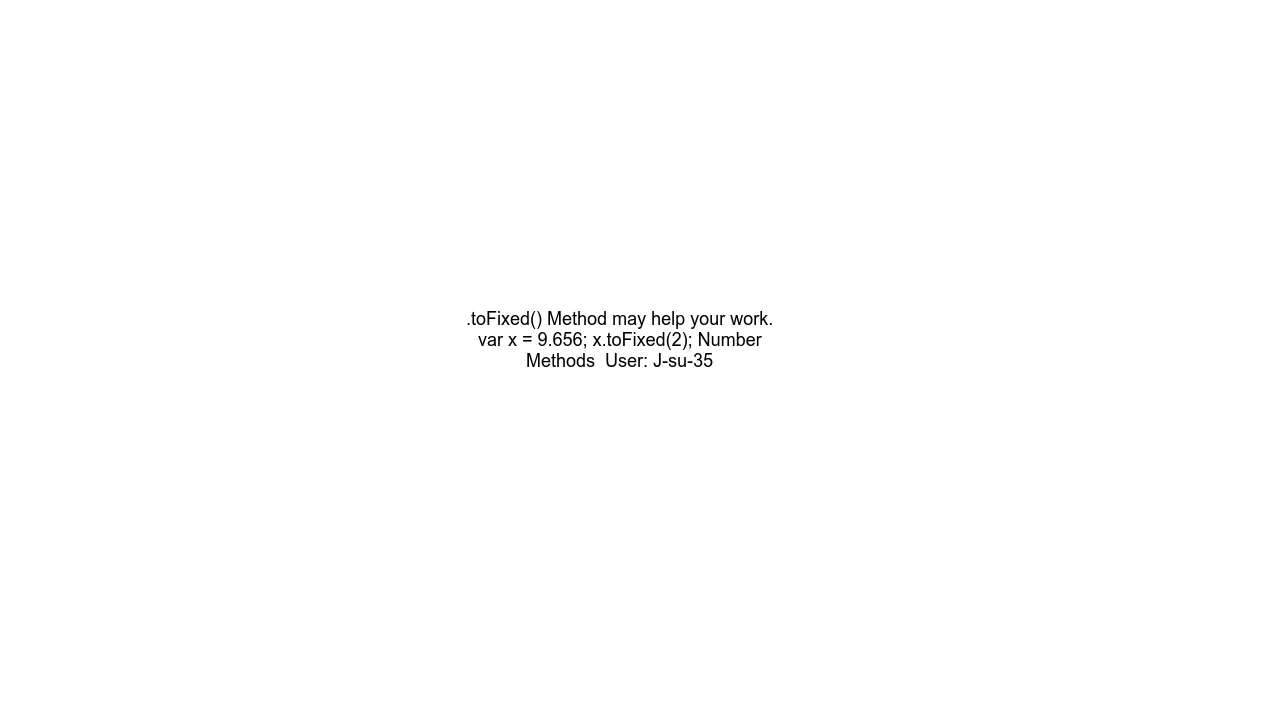 .toFixed() Method may help your work.
var x = 9.656; x.toFixed(2); Number
Methods  User: J-su-35